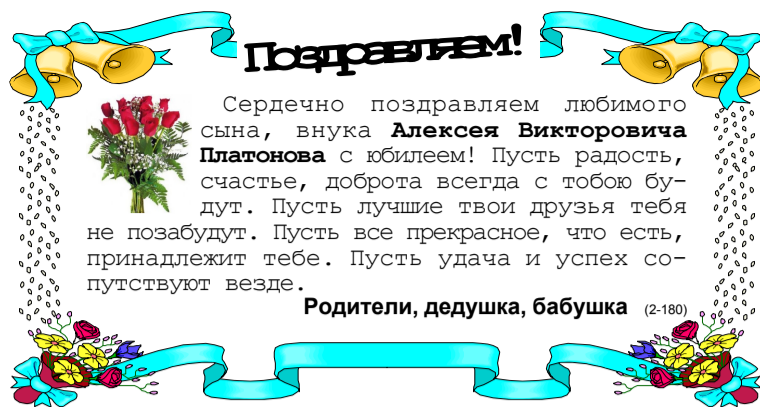 Поздравляем!
Сердечно поздравляем любимого
сына, внука Алексея Викторовича
Платонова с юбилеем! Пусть радость,
счастье, доброта всегда с тобою бу-
дут. Пусть лучшие твои друзья тебя
не позабудут. Пусть все прекрасное, что есть,
принадлежит тебе. Пусть удача и успех со-
путствуют везде.
Родители, дедушка, бабушка (2-180)